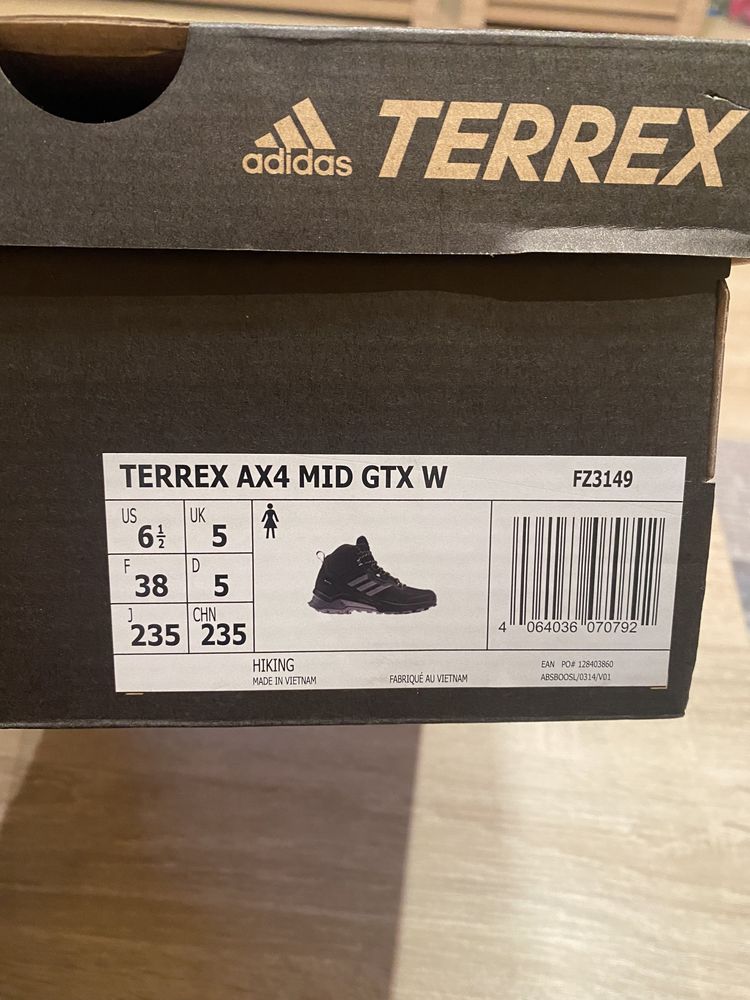 adidas TERREX
TERREX AX4 MID GTX W FZ3149
US 6½ UK 5
F 38 D 5
J 235 CHN 235
4 064036 070792
HIKING
MADE IN VIETNAM FABRIQUÉ AU VIETNAM
EAN PO# 128403860
ABSBOOSL/0314/V01